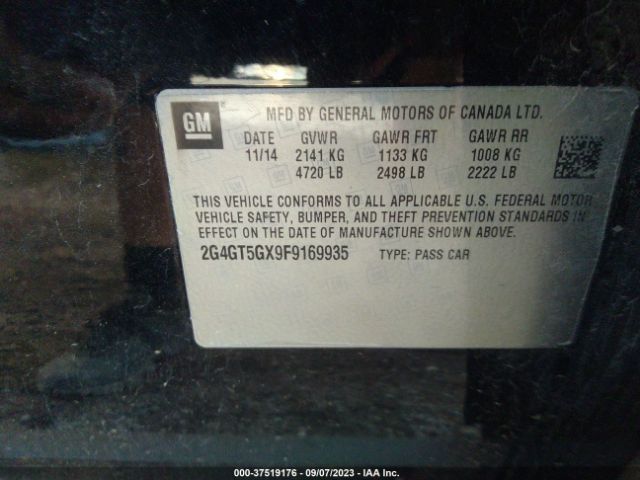 GM
MFD BY GENERAL MOTORS OF CANADA LTD.
DATE GVWR GAWR FRT GAWR RR
11/14 2141 KG 1133 KG 1008 KG
4720 LB 2498 LB 2222 LB
THIS VEHICLE CONFORMS TO ALL APPLICABLE U.S. FEDERAL MOTOR
VEHICLE SAFETY, BUMPER, AND THEFT PREVENTION STANDARDS IN
EFFECT ON THE DATE OF MANUFACTURE SHOWN ABOVE.
2G4GT5GX9F9169935 TYPE: PASS CAR
000-37519176 - 09/07/2023 - IAA Inc.